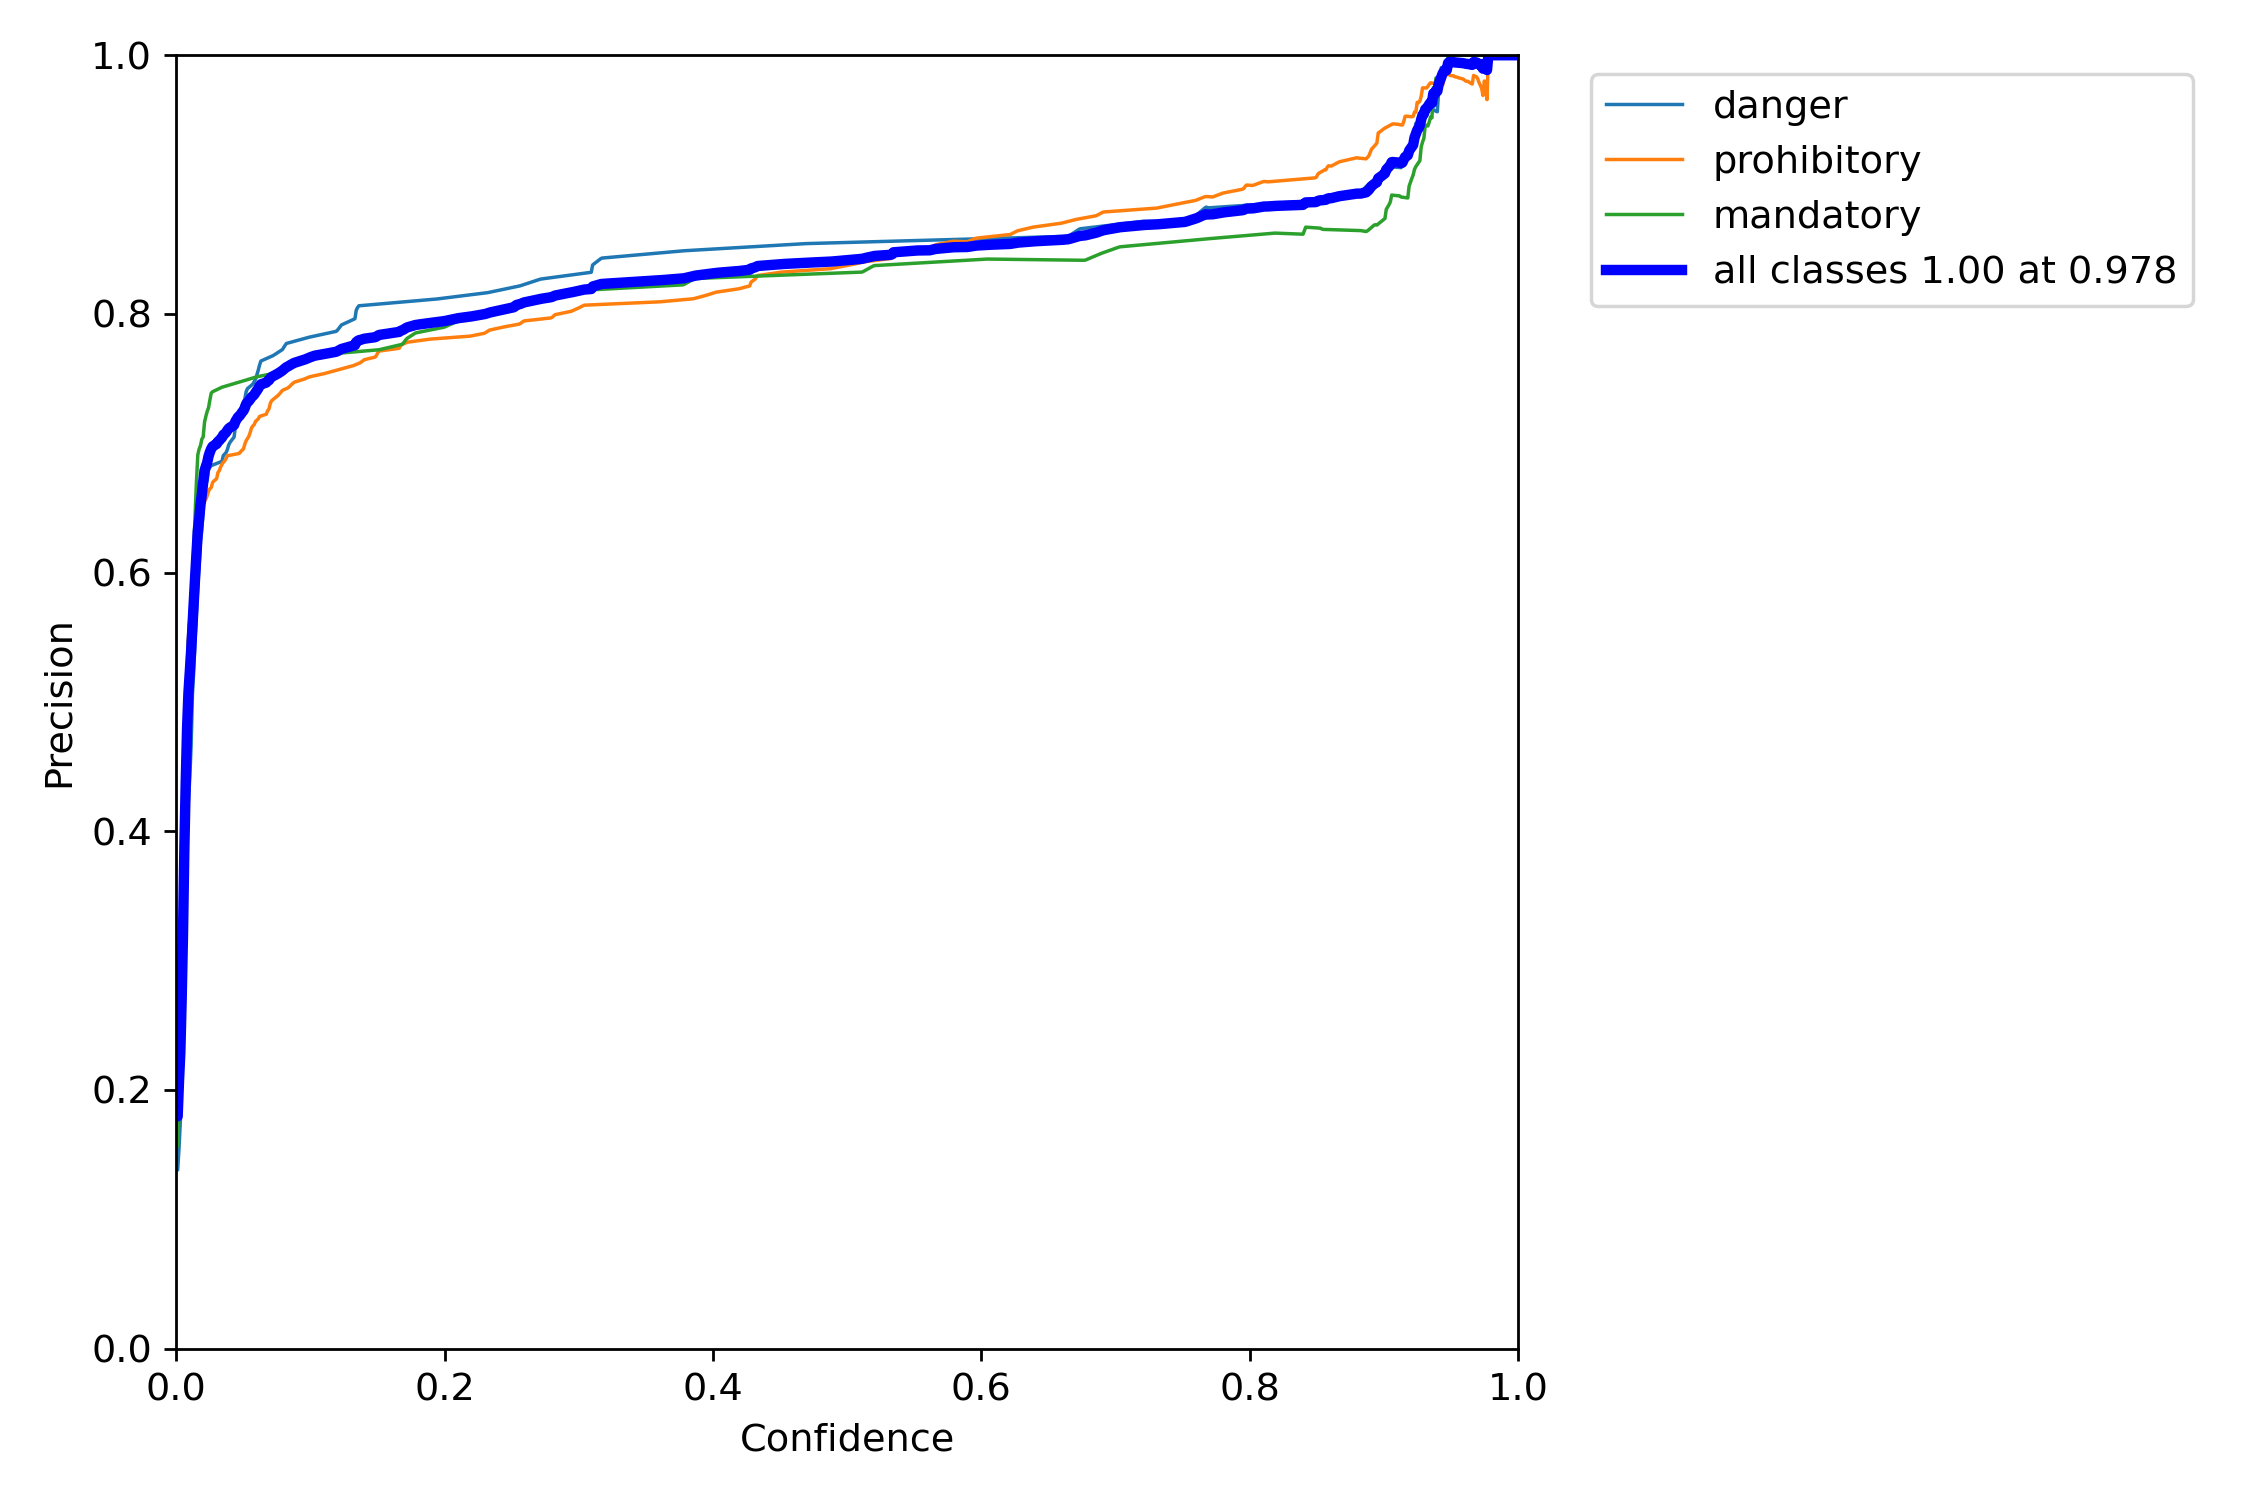 1.0
0.8
0.6
0.4
0.2
0.0
Precision
0.0 0.2 0.4 0.6 0.8 1.0
Confidence
danger
prohibitory
mandatory
all classes 1.00 at 0.978